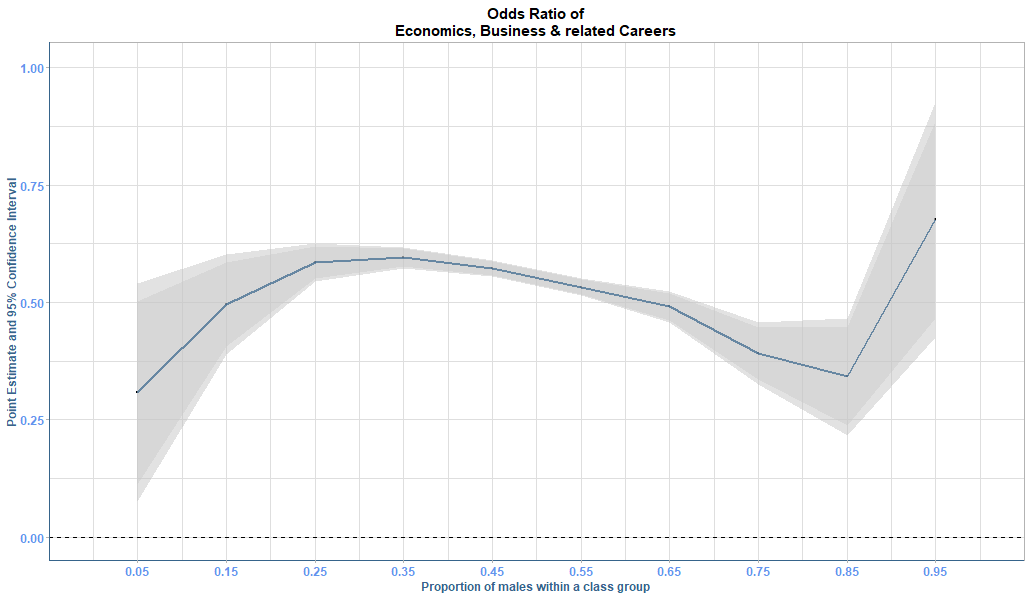 Odds Ratio of
Economics, Business & related Careers
Point Estimate and 95% Confidence Interval
1.00
0.75
0.50
0.25
0.00
0.05 0.15 0.25 0.35 0.45 0.55 0.65 0.75 0.85 0.95
Proportion of males within a class group